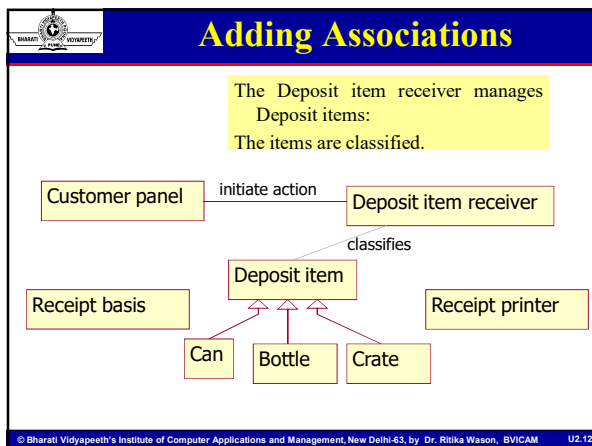 BHARATI
VIDYAPEETH
PUNE
Adding Associations
The Deposit item receiver manages
Deposit items:
The items are classified.
Customer panel
initiate action
Deposit item receiver
classifies
Deposit item
Receipt basis
Receipt printer
Can
Bottle
Crate
© Bharati Vidyapeeth's Institute of Computer Applications and Management, New Delhi-63, by Dr. Ritika Wason, BVICAM U2.12